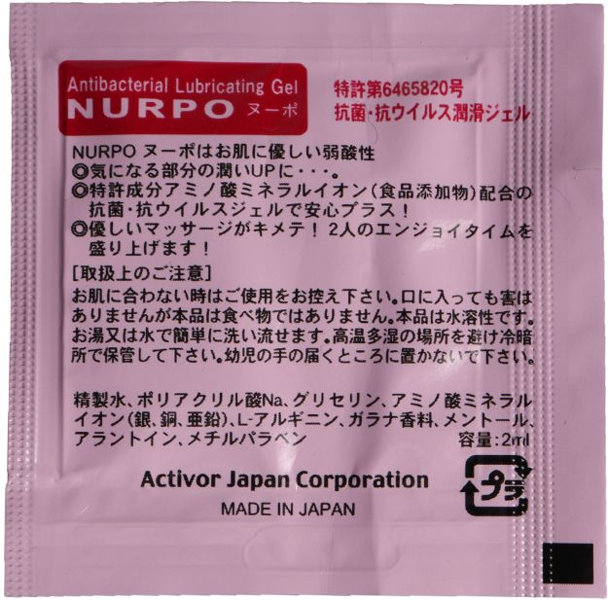 Antibacterial Lubricating Gel
NURPO ヌーポ
特許第6465820号
抗菌・抗ウイルス潤滑ジェル
NURPO ヌーポはお肌に優しい弱酸性
◎気になる部分の潤いUPに・・・。
◎特許成分アミノ酸ミネラルイオン(食品添加物)配合の
抗菌・抗ウイルスジェルで安心プラス!
◎優しいマッサージがキメテ! 2人のエンジョイタイムを
盛り上げます!
[取扱上のご注意]
お肌に合わない時はご使用をお控え下さい。口に入っても害は
ありませんが本品は食べ物ではありません。本品は水溶性です。
お湯又は水で簡単に洗い流せます。高温多湿の場所を避け冷暗
所で保管して下さい。幼児の手の届くところに置かないで下さい。
精製水、ポリアクリル酸Na、グリセリン、アミノ酸ミネラル
イオン(銀、銅、亜鉛)、L-アルギニン、ガラナ香料、メントール、
アラントイン、メチルパラベン 容量:2ml
Activor Japan Corporation
MADE IN JAPAN
プラ